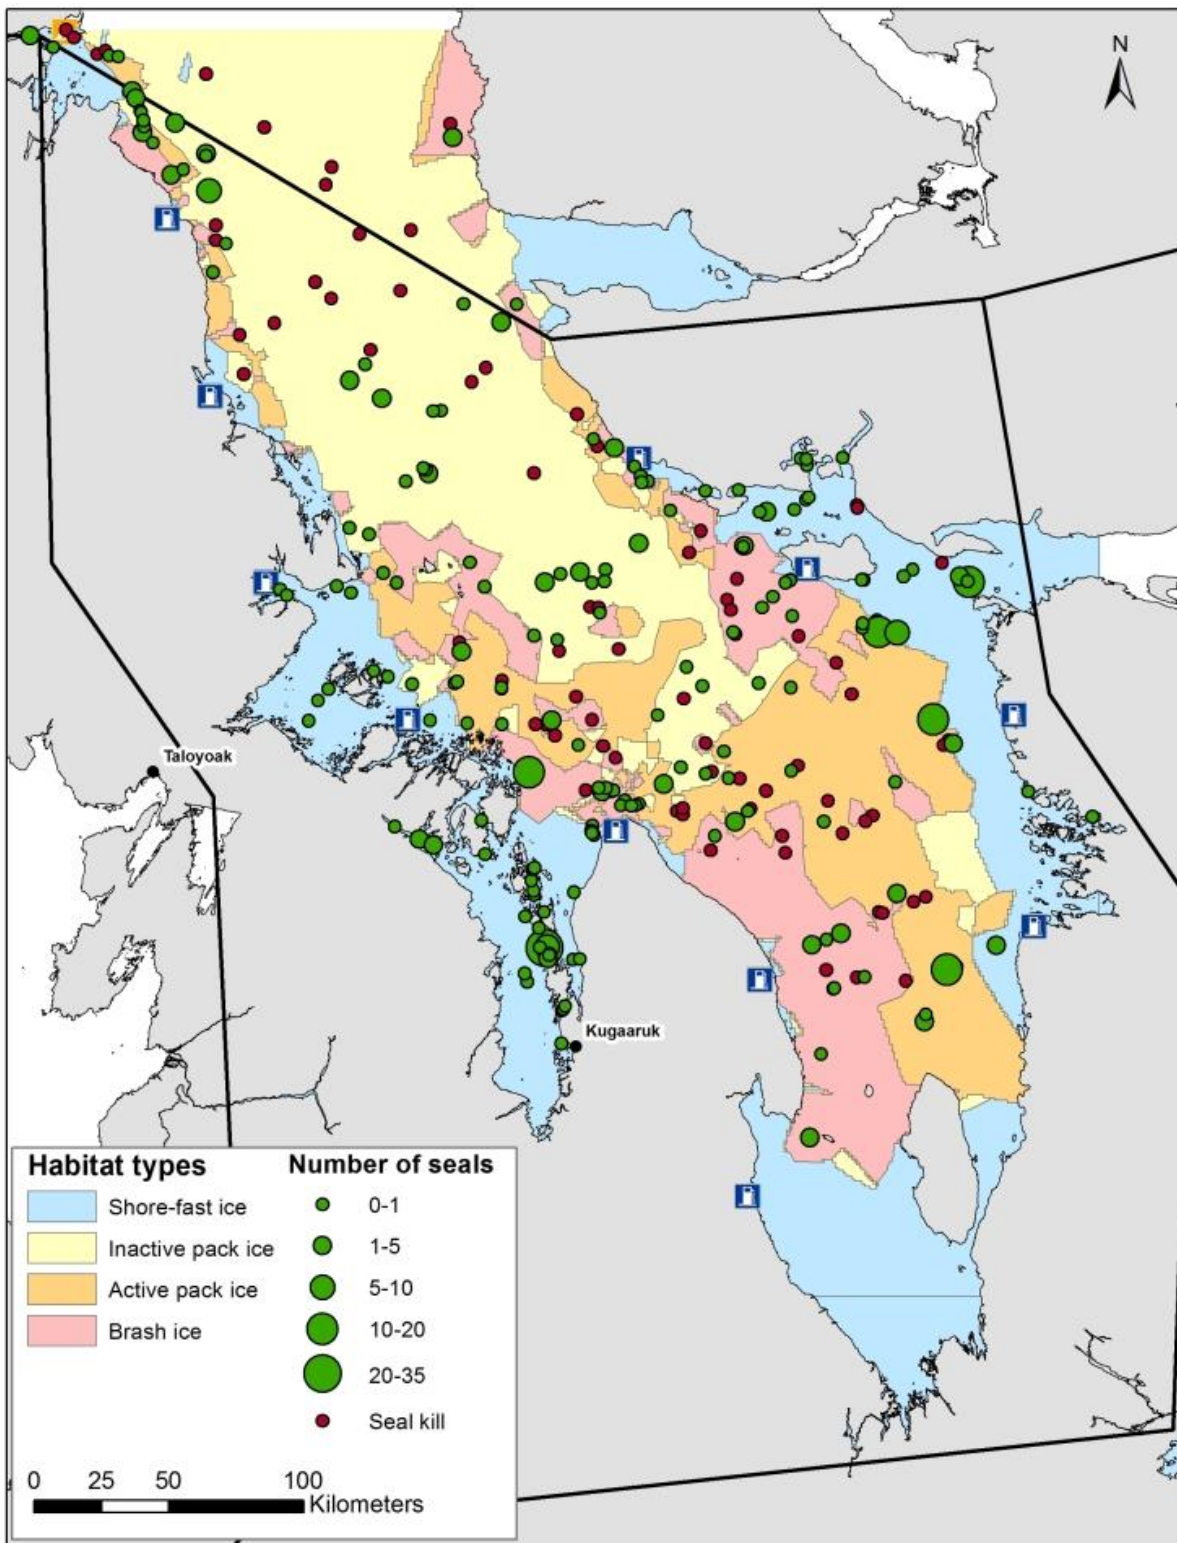 N
Taloyoak
Kugaaruk
Habitat types
Shore-fast ice
Inactive pack ice
Active pack ice
Brash ice
Number of seals
0-1
1-5
5-10
10-20
20-35
Seal kill
0 25 50 100
Kilometers